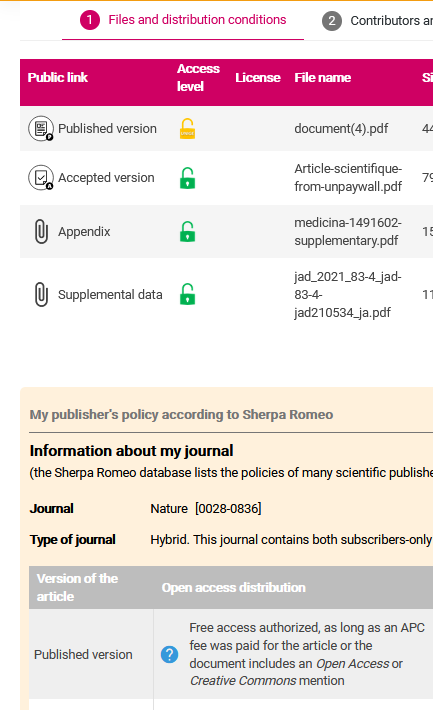 1 Files and distribution conditions 2 Contributors ar
Public link Access level License File name Si
Published version document(4).pdf 44
Accepted version Article-scientifique-from-unpaywall.pdf 79
Appendix medicina-1491602-supplementary.pdf 15
Supplemental data jad_2021_83-4_jad-83-4-jad210534_ja.pdf 11
My publisher's policy according to Sherpa Romeo
Information about my journal
(the Sherpa Romeo database lists the policies of many scientific publishe
Journal Nature [0028-0836]
Type of journal Hybrid. This journal contains both subscribers-only
Version of the article Open access distribution
Published version ? Free access authorized, as long as an APC
fee was paid for the article or the
document includes an Open Access or
Creative Commons mention